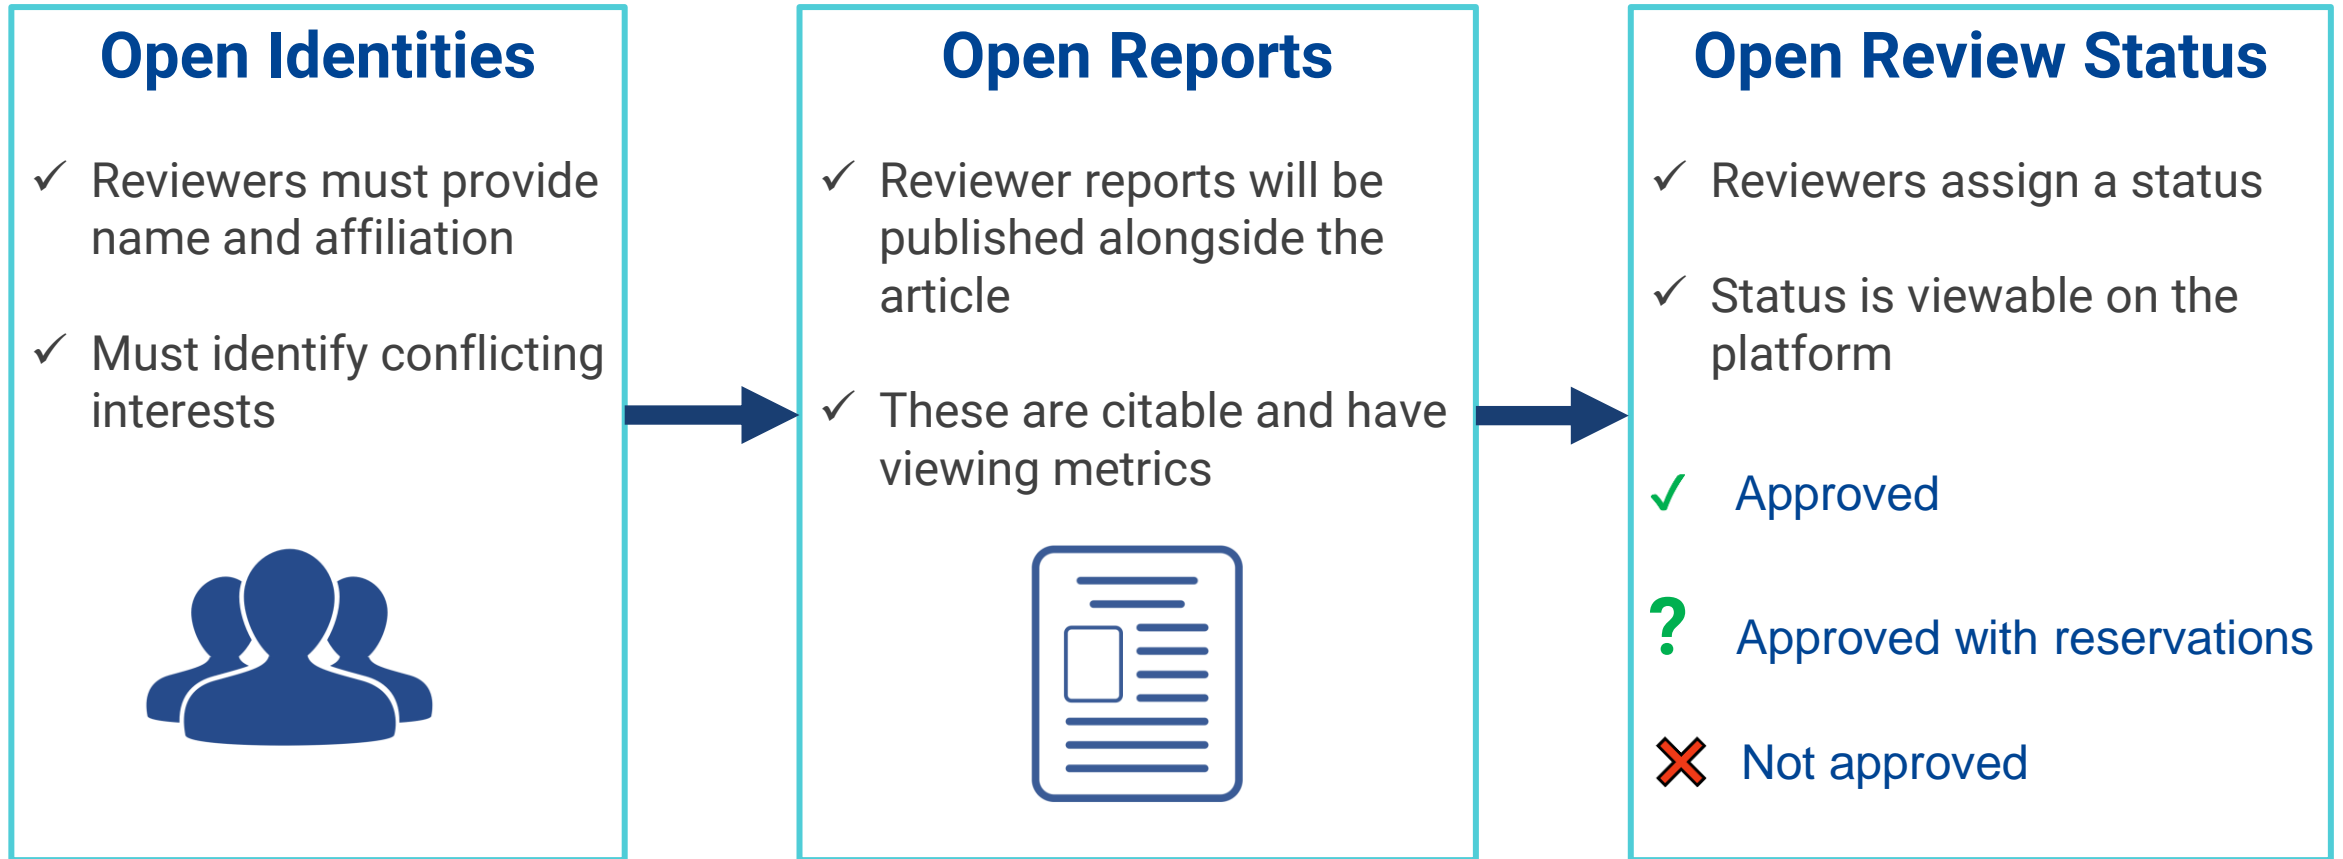 Open Identities
✓ Reviewers must provide
name and affiliation
✓ Must identify conflicting
interests
Open Reports
✓ Reviewer reports will be
published alongside the
article
✓ These are citable and have
viewing metrics
Open Review Status
✓ Reviewers assign a status
✓ Status is viewable on the
platform
✓ Approved
? Approved with reservations
✗ Not approved